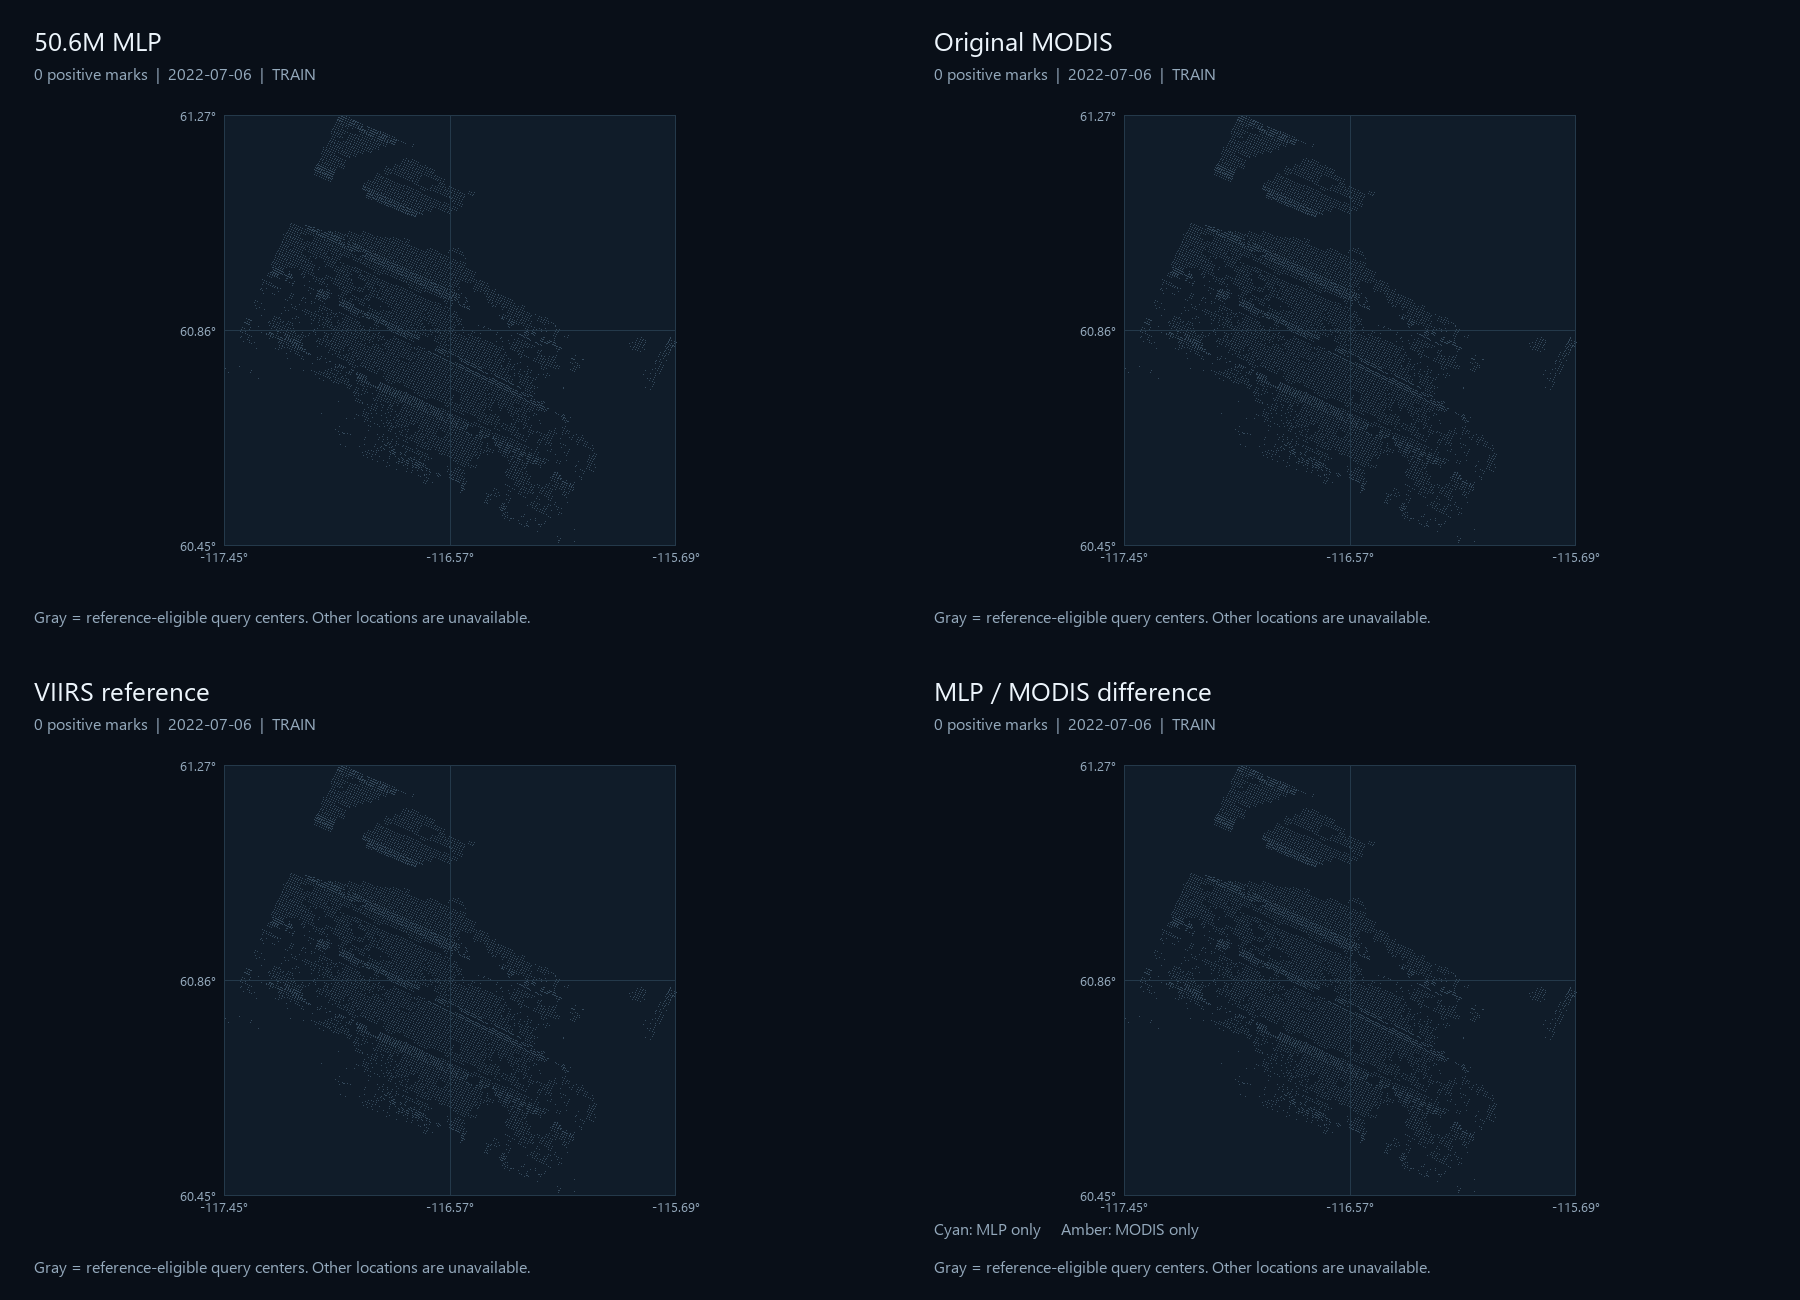 50.6M MLP
0 positive marks | 2022-07-06 | TRAIN
61.27°
60.86°
60.45°
-117.45°
-116.57°
-115.69°
Gray = reference-eligible query centers. Other locations are unavailable.
Original MODIS
0 positive marks | 2022-07-06 | TRAIN
61.27°
60.86°
60.45°
-117.45°
-116.57°
-115.69°
Gray = reference-eligible query centers. Other locations are unavailable.
VIIRS reference
0 positive marks | 2022-07-06 | TRAIN
61.27°
60.86°
60.45°
-117.45°
-116.57°
-115.69°
Gray = reference-eligible query centers. Other locations are unavailable.
MLP / MODIS difference
0 positive marks | 2022-07-06 | TRAIN
61.27°
60.86°
60.45°
-117.45°
-116.57°
-115.69°
Cyan: MLP only Amber: MODIS only
Gray = reference-eligible query centers. Other locations are unavailable.